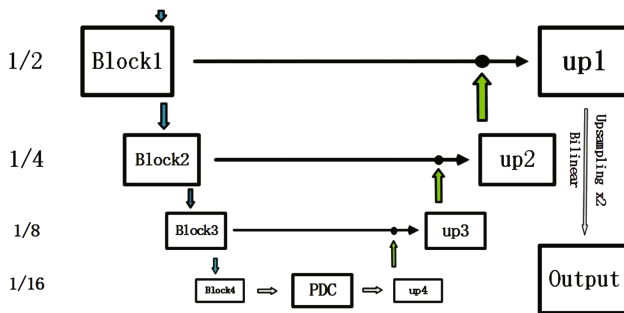 1/2
Block1
up1
1/4
Block2
up2
Upsampling x2
Bilinear
1/8
Block3
up3
1/16
Block4
PDC
up4
Output